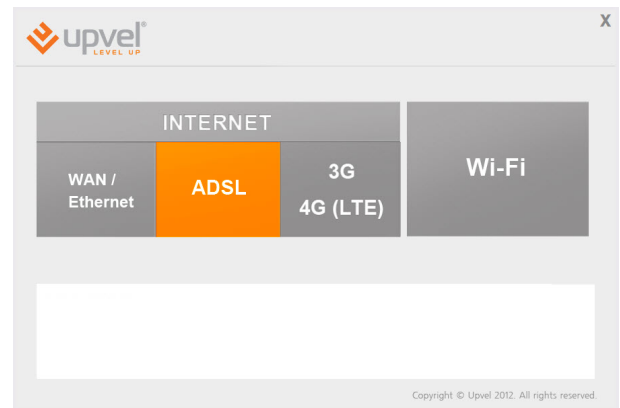 X
upvel®
LEVEL UP
INTERNET
WAN /
Ethernet
ADSL
3G
4G (LTE)
Wi-Fi
Copyright © Upvel 2012. All rights reserved.